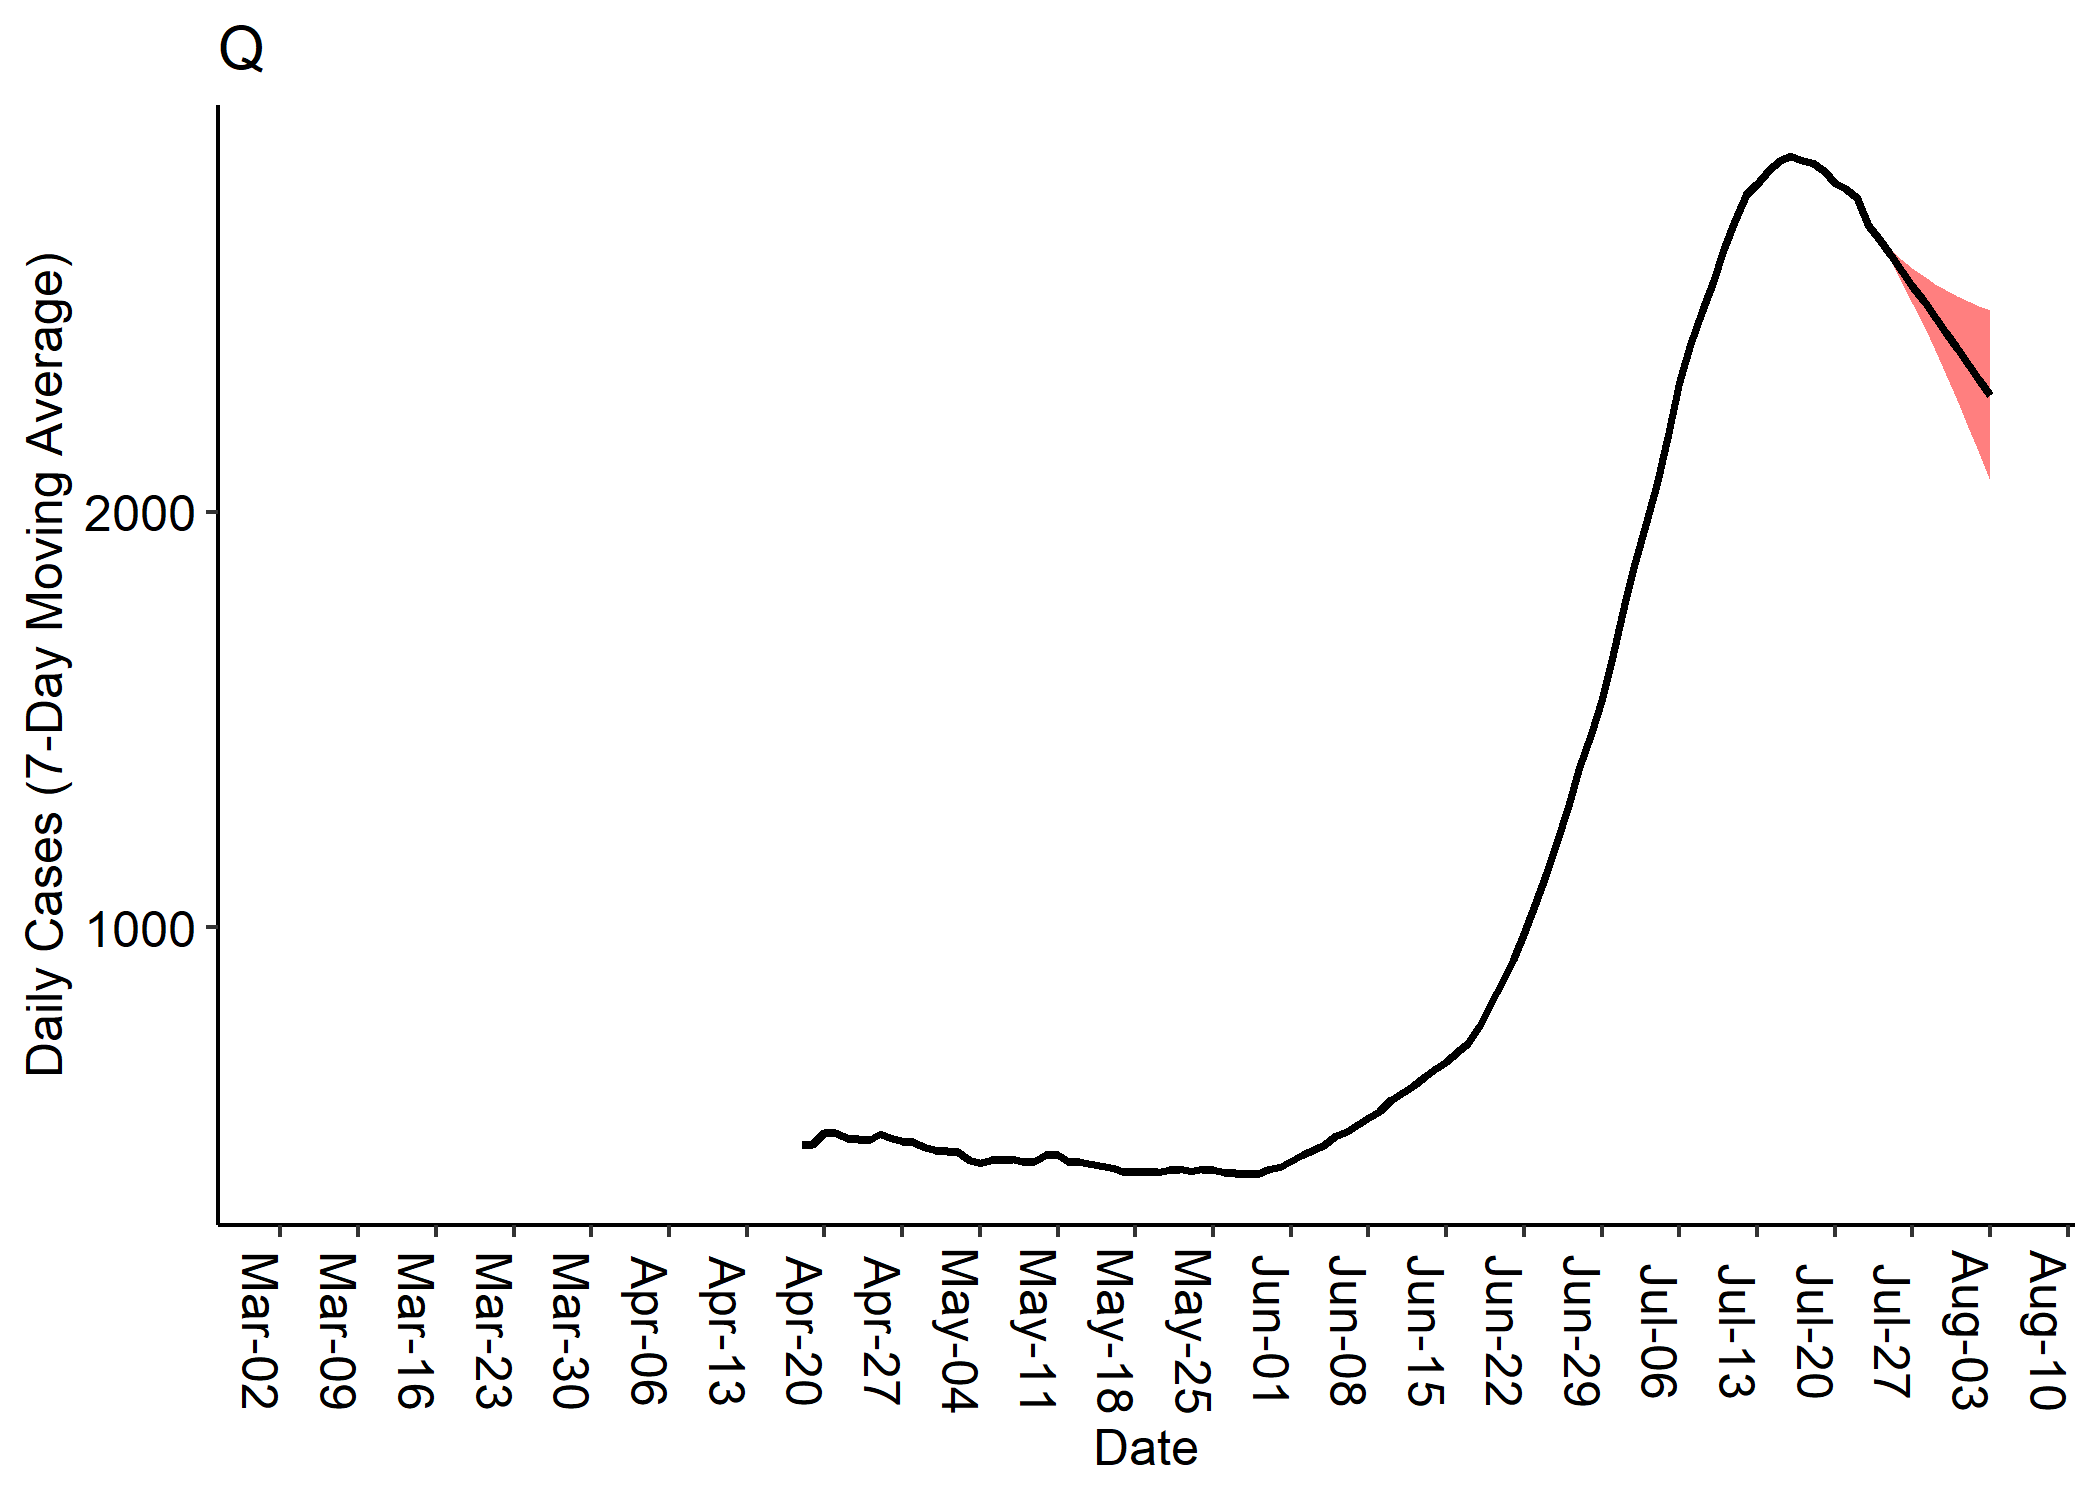 Q
Daily Cases (7-Day Moving Average)
2000
1000
Mar-02
Mar-09
Mar-16
Mar-23
Mar-30
Apr-06
Apr-13
Apr-20
Apr-27
May-04
May-11
May-18
May-25
Jun-01
Jun-08
Jun-15
Jun-22
Jun-29
Jul-06
Jul-13
Jul-20
Jul-27
Aug-03
Aug-10
Date